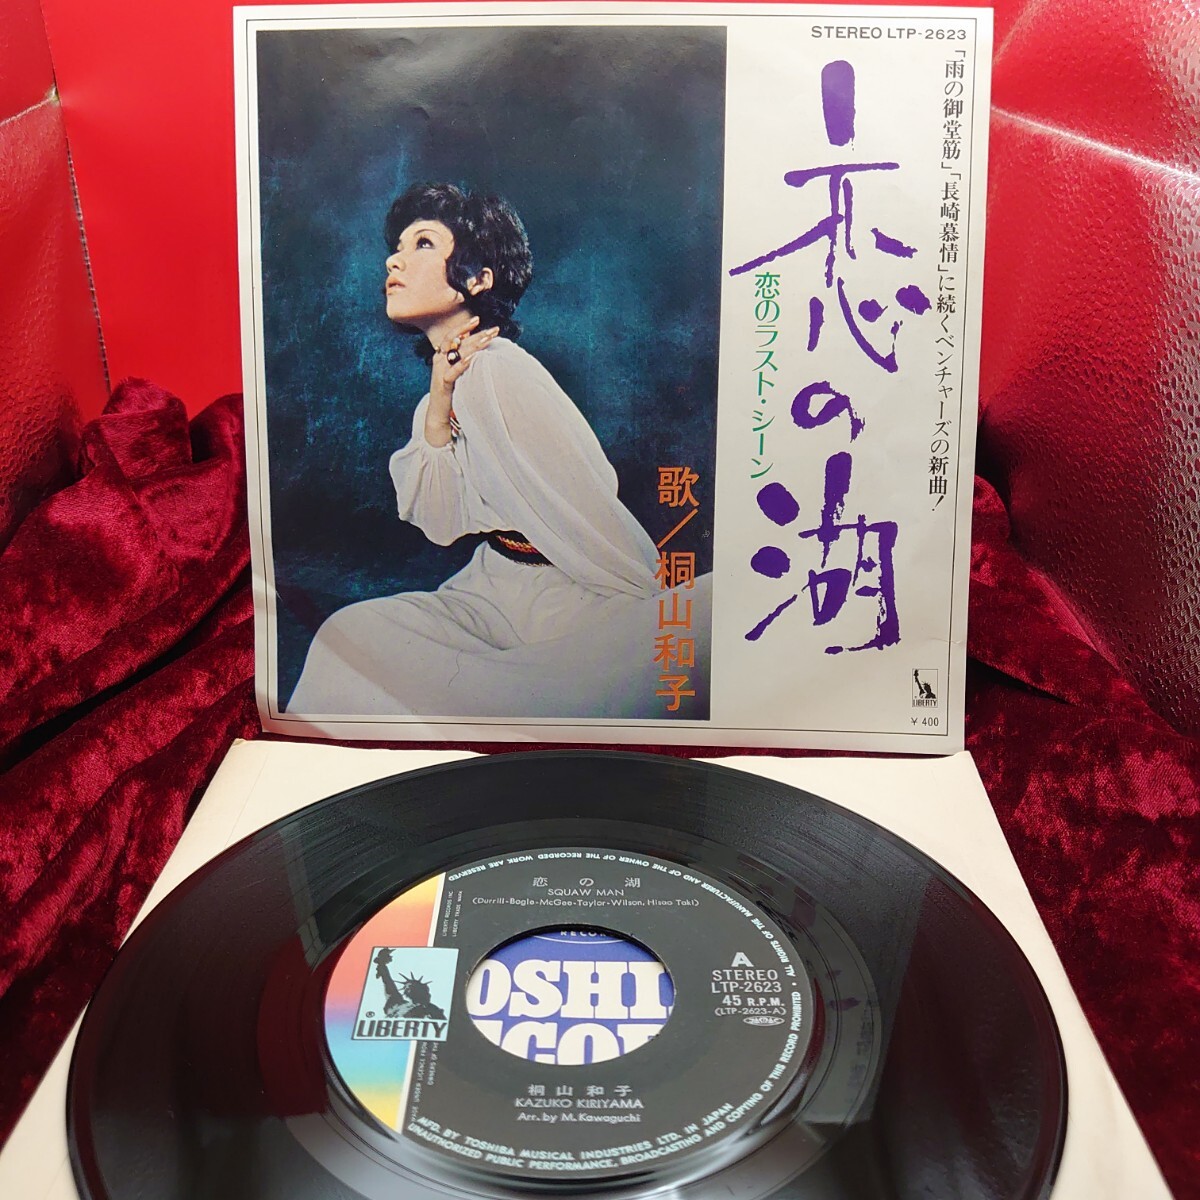 STEREO LTP-2623
「雨の御堂筋」「長崎慕情」に続くベンチャーズの新曲!
恋の湖
恋のラスト・シーン
歌／桐山和子
LIBERTY
¥ 400
恋の湖
SQUAW MAN
(Durrill-Bogle-McGee-Taylor-Wilson, Hisao Taki)
A
STEREO
LTP-2623
45 R.P.M.
(LTP-2623-A)
LIBERTY
桐山和子
KAZUKO KIRIYAMA
Arr. by M. Kawaguchi
MFD. BY TOSHIBA MUSICAL INDUSTRIES LTD. IN JAPAN
ALL RIGHTS OF THE MANUFACTURER AND OF THE OWNER OF THE RECORDED WORK ARE RESERVED
UNAUTHORIZED PUBLIC PERFORMANCE, BROADCASTING AND COPYING OF THIS RECORD PROHIBITED
OSHI